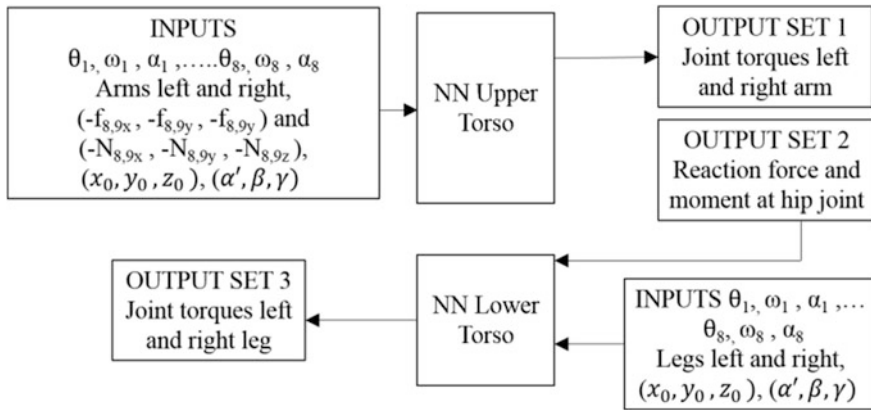 INPUTS
θ₁,, ω₁ , α₁ ,.....θ₈, ω₈ , α₈
Arms left and right,
(-f₈,₉ₓ , -f₈,₉y , -f₈,₉y ) and
(-N₈,₉ₓ , -N₈,₉y , -N₈,₉z ),
(x₀, y₀ , z₀ ), (α′, β, γ)
NN Upper
Torso
OUTPUT SET 1
Joint torques left
and right arm
OUTPUT SET 2
Reaction force and
moment at hip joint
OUTPUT SET 3
Joint torques left
and right leg
NN Lower
Torso
INPUTS θ₁,, ω₁ , α₁ ,...
θ₈,, ω₈ , α₈
Legs left and right,
(x₀, y₀ , z₀ ), (α′, β, γ)